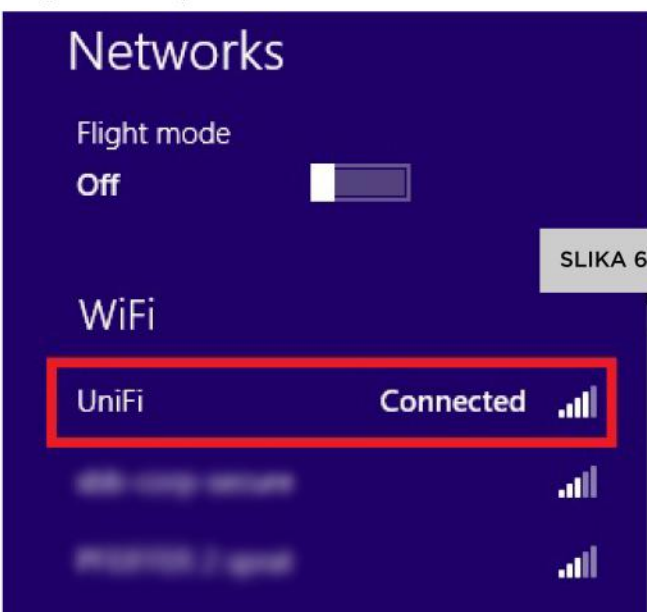 Networks
Flight mode
Off
SLIKA 6
WiFi
UniFi Connected